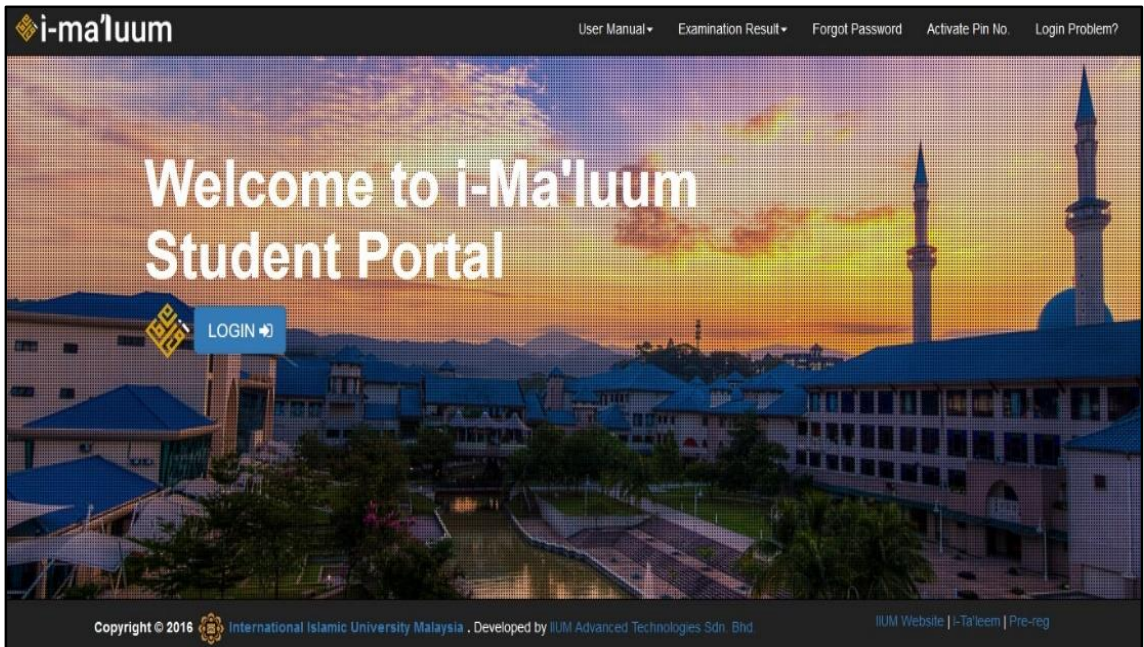 i-ma'luum
User Manual Examination Result Forgot Password Activate Pin No. Login Problem?
Welcome to i-Ma'luum
Student Portal
LOGIN
Copyright © 2016 International Islamic University Malaysia . Developed by IIUM Advanced Technologies Sdn. Bhd. IIUM Website | I-Ta'leem | Pre-reg